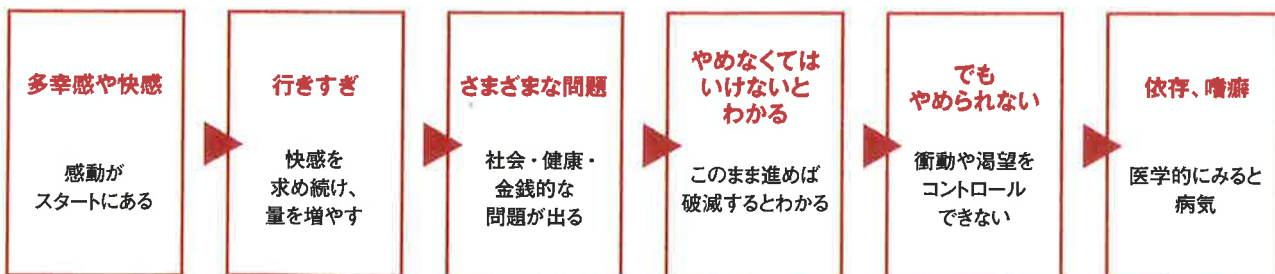 多幸感や快感
感動が
スタートにある
行きすぎ
快感を
求め続け、
量を増やす
さまざまな問題
社会・健康・
金銭的な
問題が出る
やめなくては
いけないと
わかる
このまま進めば
破滅するとわかる
でも
やめられない
衝動や渇望を
コントロール
できない
依存、嗜癖
医学的にみると
病気